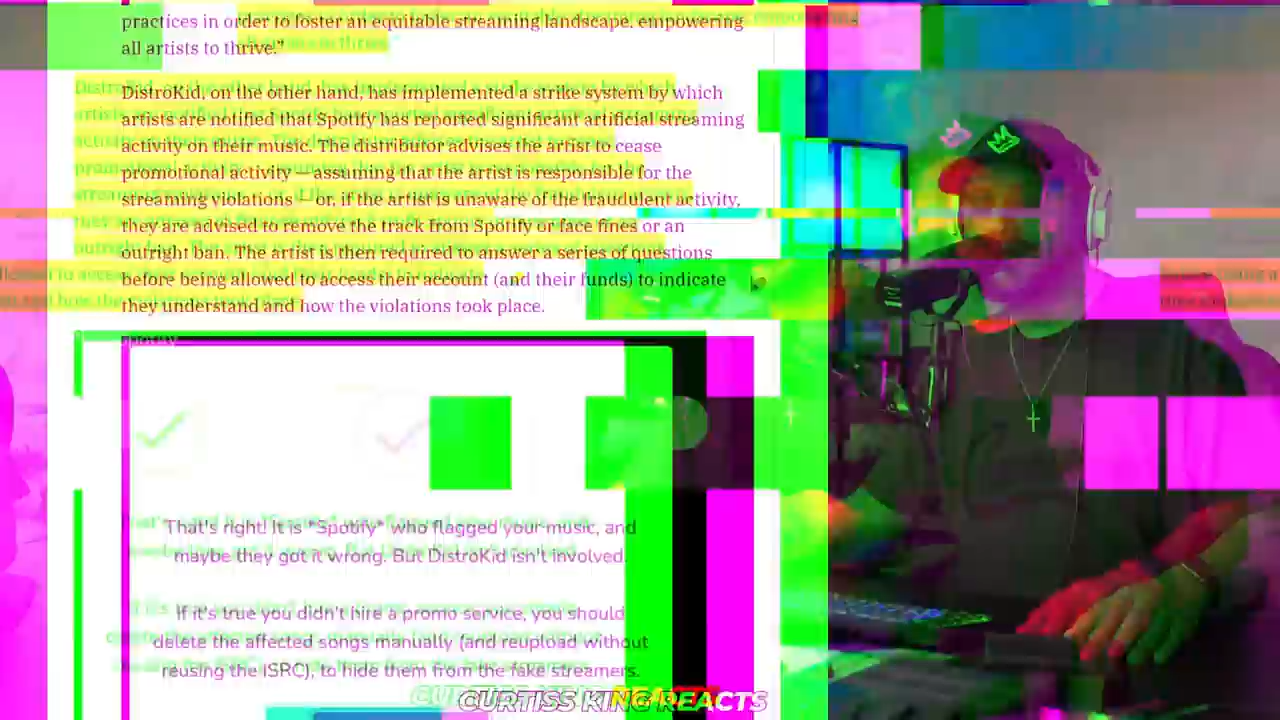 practices in order to foster an equitable streaming landscape, empowering
all artists to thrive."
DistroKid, on the other hand, has implemented a strike system by which
artists are notified that Spotify has reported significant artificial streaming
activity on their music. The distributor advises the artist to cease
promotional activity — assuming that the artist is responsible for the
streaming violations — or, if the artist is unaware of the fraudulent activity,
they are advised to remove the track from Spotify or face fines or an
outright ban. The artist is then required to answer a series of questions
before being allowed to access their account (and their funds) to indicate
they understand and how the violations took place.
That's right! It is *Spotify* who flagged your music, and
maybe they got it wrong. But DistroKid isn't involved.
If it's true you didn't hire a promo service, you should
delete the affected songs manually (and reupload without
reusing the ISRC), to hide them from the fake streamers.
CURTISS KING REACTS